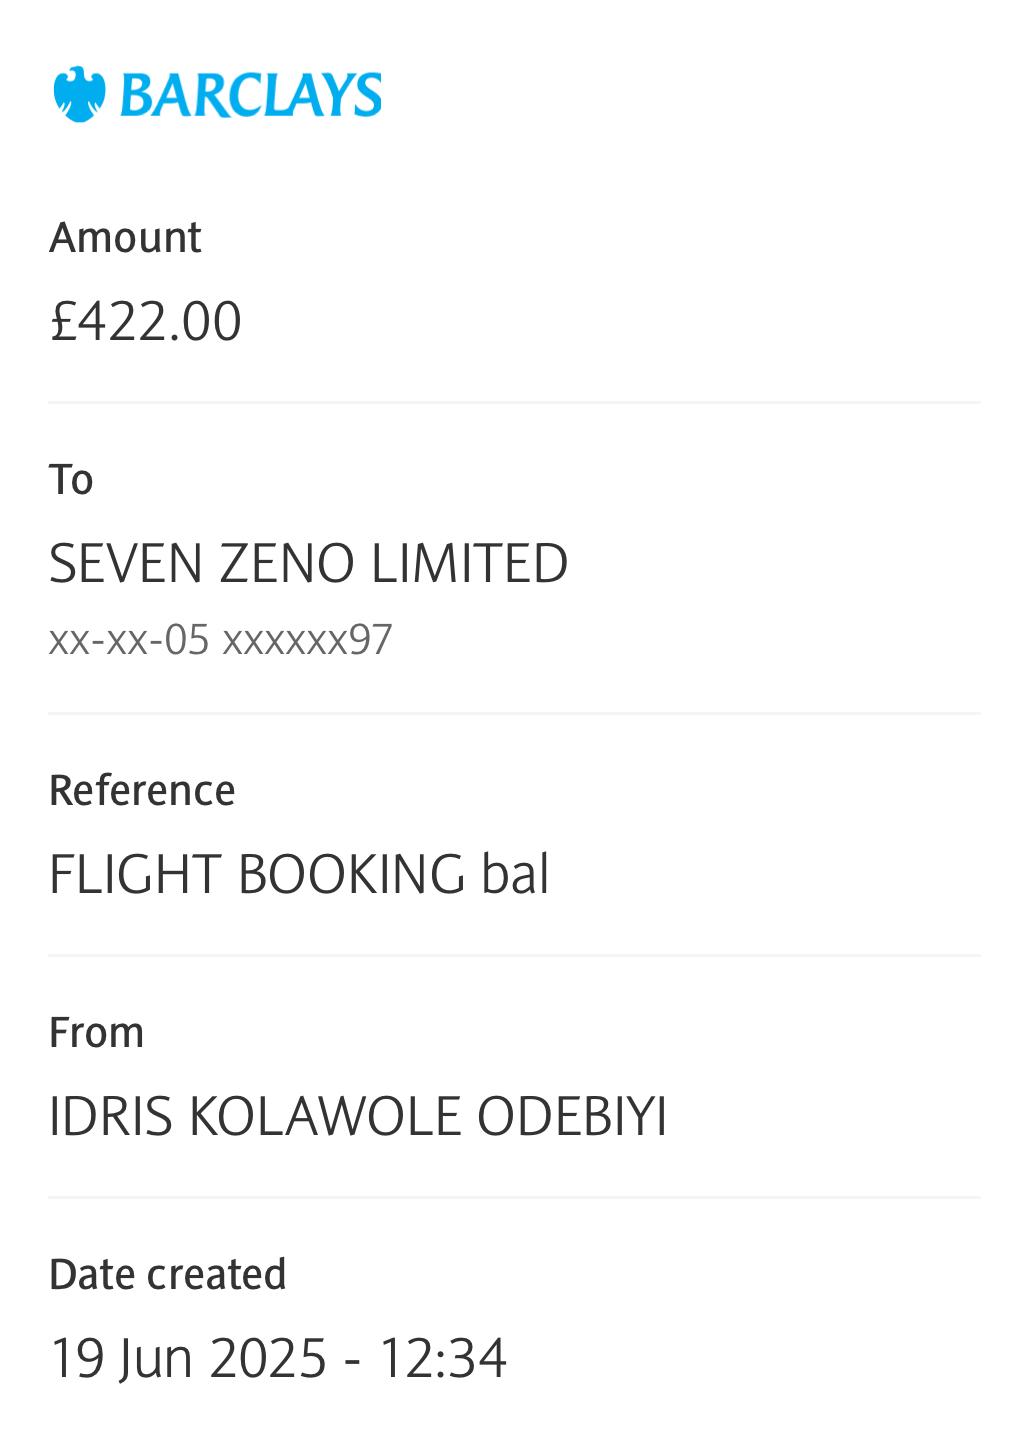 BARCLAYS
Amount
£422.00
To
SEVEN ZENO LIMITED
xx-xx-05 xxxxxx97
Reference
FLIGHT BOOKING bal
From
IDRIS KOLAWOLE ODEBIYI
Date created
19 Jun 2025 - 12:34